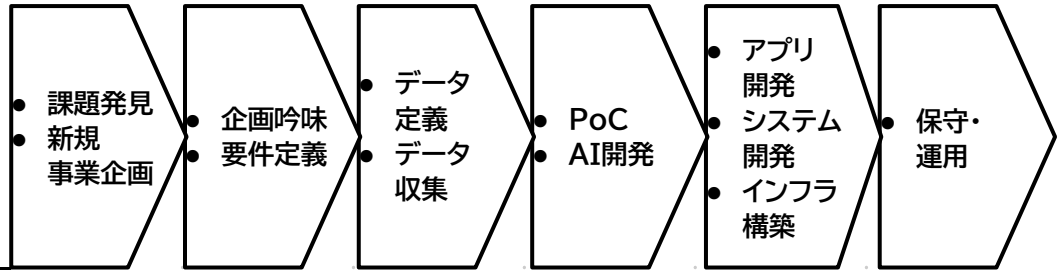 ● 課題発見
● 新規
事業企画
● 企画吟味
● 要件定義
● データ
定義
● データ
収集
● PoC
● AI開発
● アプリ
開発
● システム
開発
● インフラ
構築
● 保守・
運用